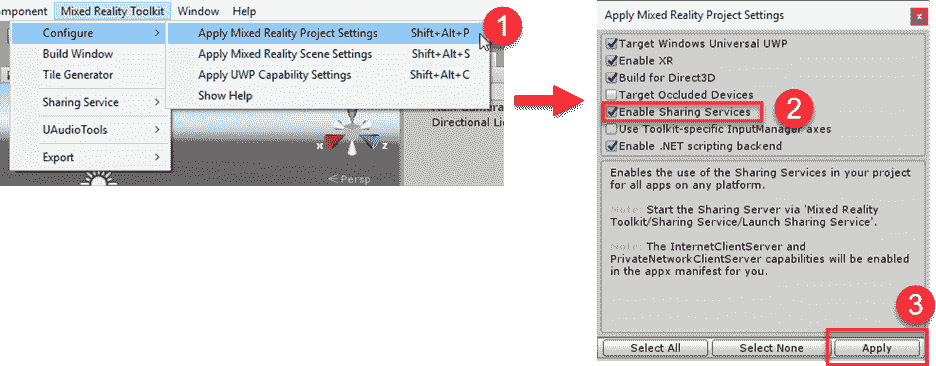 mponent Mixed Reality Toolkit Window Help
Configure >
Build Window
Tile Generator
Sharing Service >
UAudioTools >
Export >
Apply Mixed Reality Project Settings Shift+Alt+P
Apply Mixed Reality Scene Settings Shift+Alt+S
Apply UWP Capability Settings Shift+Alt+C
Show Help
1
Directional Li
x z
Persp
Apply Mixed Reality Project Settings x
Target Windows Universal UWP
Enable XR
Build for Direct3D
Target Occluded Devices
Enable Sharing Services
2
Use Toolkit-specific InputManager axes
Enable .NET scripting backend
Enables the use of the Sharing Services in your project
for all apps on any platform.
Note: Start the Sharing Server via 'Mixed Reality
Toolkit/Sharing Service/Launch Sharing Service'.
Note: The InternetClientServer and
PrivateNetworkClientServer capabilities will be enabled
in the appx manifest for you.
3
Select All Select None Apply